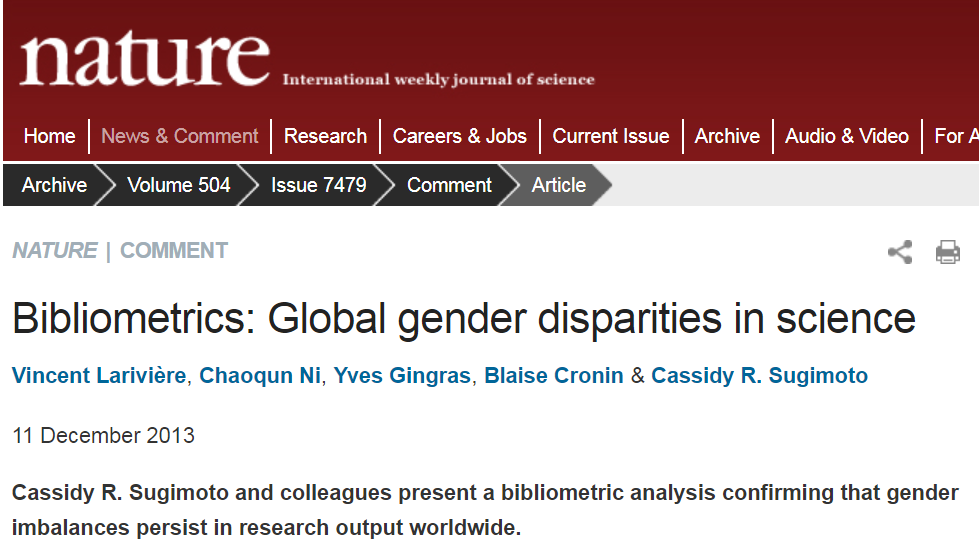 nature International weekly journal of science
Home News & Comment Research Careers & Jobs Current Issue Archive Audio & Video For A
Archive Volume 504 Issue 7479 Comment Article
NATURE | COMMENT
Bibliometrics: Global gender disparities in science
Vincent Larivière, Chaoqun Ni, Yves Gingras, Blaise Cronin & Cassidy R. Sugimoto
11 December 2013
Cassidy R. Sugimoto and colleagues present a bibliometric analysis confirming that gender
imbalances persist in research output worldwide.